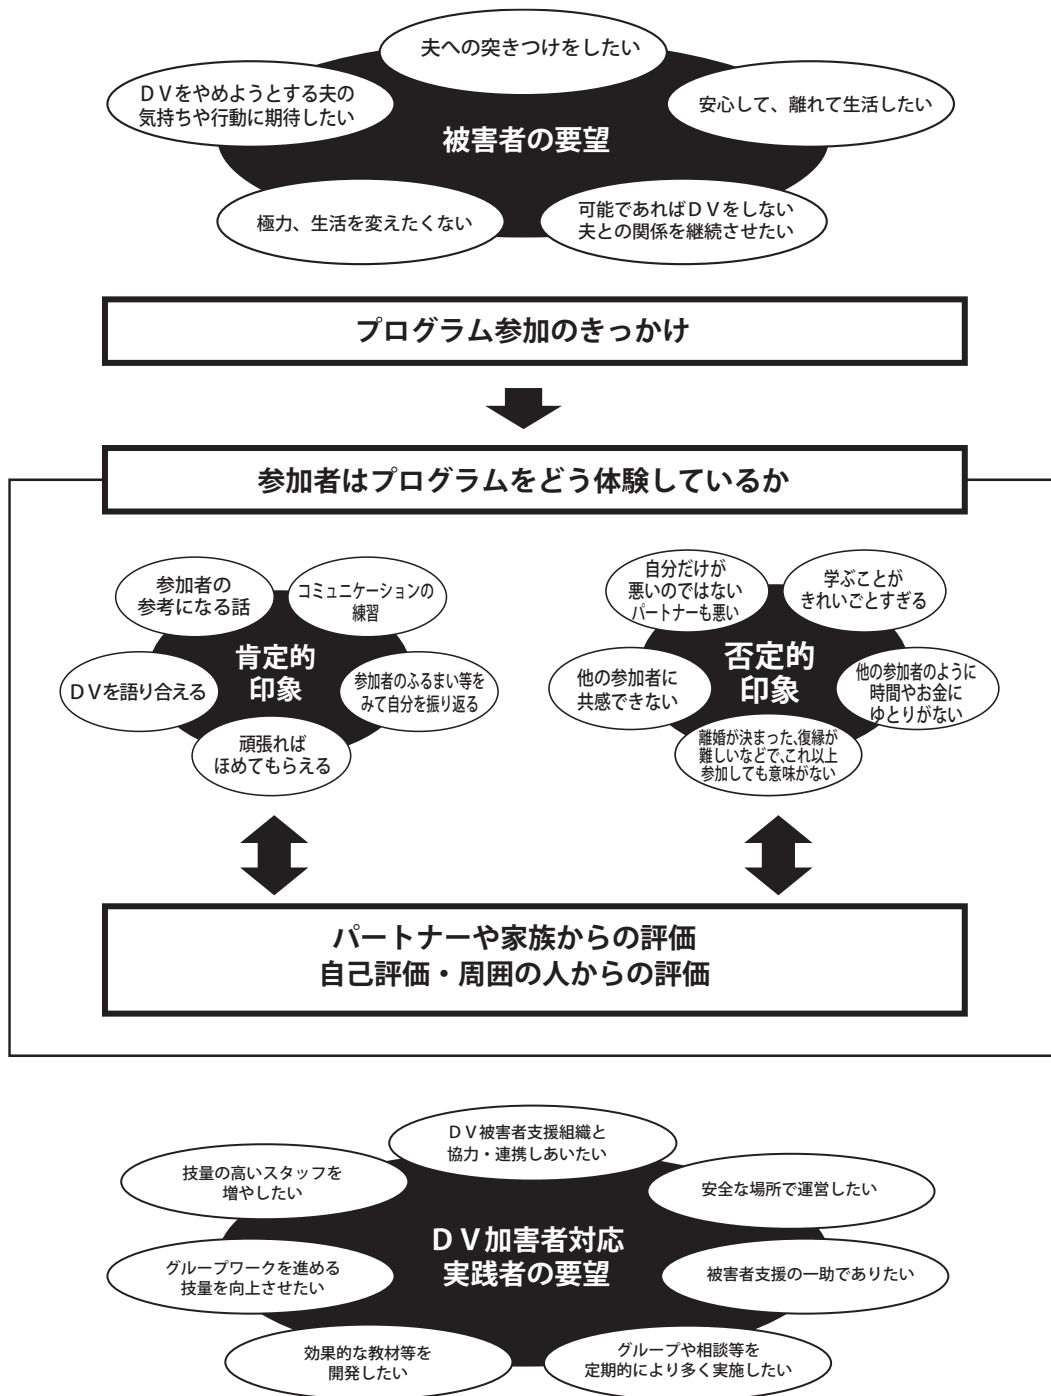 夫への突きつけをしたい
ＤＶをやめようとする夫の
気持ちや行動に期待したい
安心して、離れて生活したい
被害者の要望
極力、生活を変えたくない
可能であればＤＶをしない
夫との関係を継続させたい
プログラム参加のきっかけ
参加者はプログラムをどう体験しているか
参加者の
参考になる話
コミュニケーションの
練習
ＤＶを語り合える
肯定的
印象
参加者のふるまい等を
みて自分を振り返る
頑張れば
ほめてもらえる
自分だけが
悪いのではない
パートナーも悪い
学ぶことが
きれいごとすぎる
他の参加者に
共感できない
否定的
印象
他の参加者のように
時間やお金に
ゆとりがない
離婚が決まった、復縁が
難しいなどで、これ以上
参加しても意味がない
パートナーや家族からの評価
自己評価・周囲の人からの評価
ＤＶ被害者支援組織と
協力・連携しあいたい
技量の高いスタッフを
増やしたい
安全な場所で運営したい
ＤＶ加害者対応
実践者の要望
グループワークを進める
技量を向上させたい
被害者支援の一助でありたい
効果的な教材等を
開発したい
グループや相談等を
定期的により多く実施したい